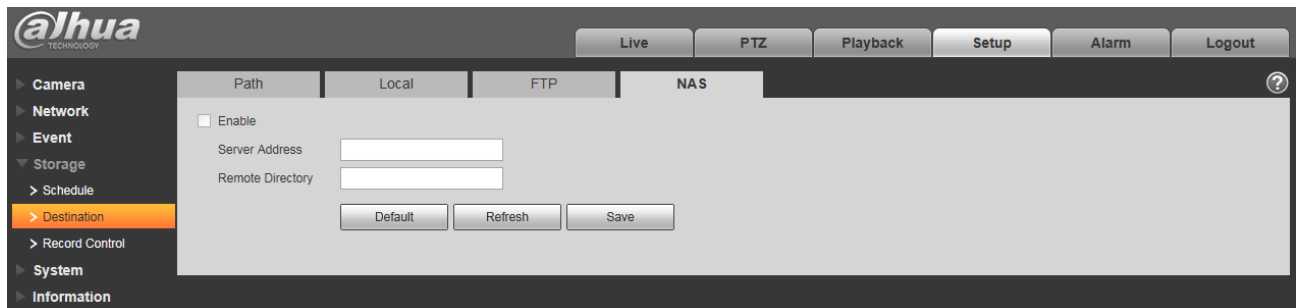 alhua
TECHNOLOGY
Live PTZ Playback Setup Alarm Logout
Camera
Network
Event
Storage
> Schedule
> Destination
> Record Control
System
Information
Path Local FTP NAS ?
Enable
Server Address
Remote Directory
Default Refresh Save